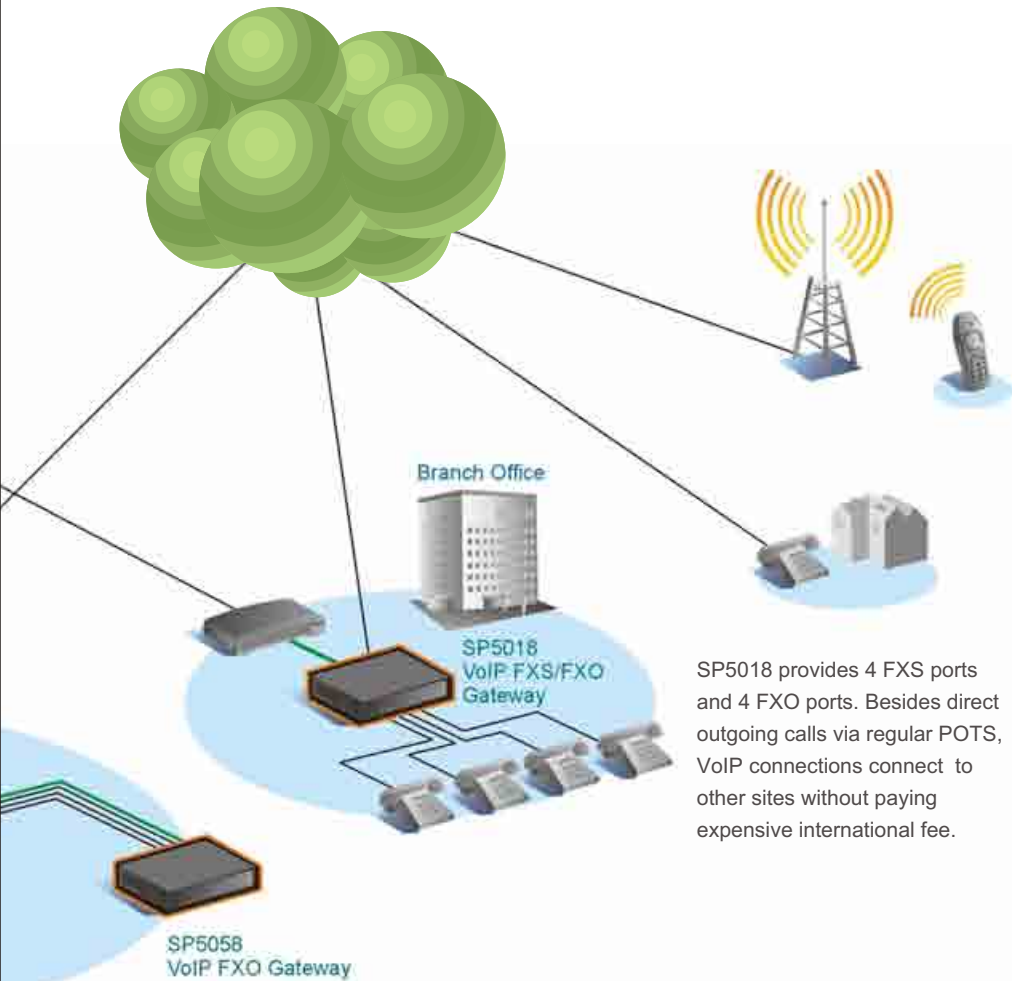 Branch Office
SP5018
VoIP FXS/FXO
Gateway
SP5018 provides 4 FXS ports
and 4 FXO ports. Besides direct
outgoing calls via regular POTS,
VoIP connections connect to
other sites without paying
expensive international fee.
SP5058
VoIP FXO Gateway